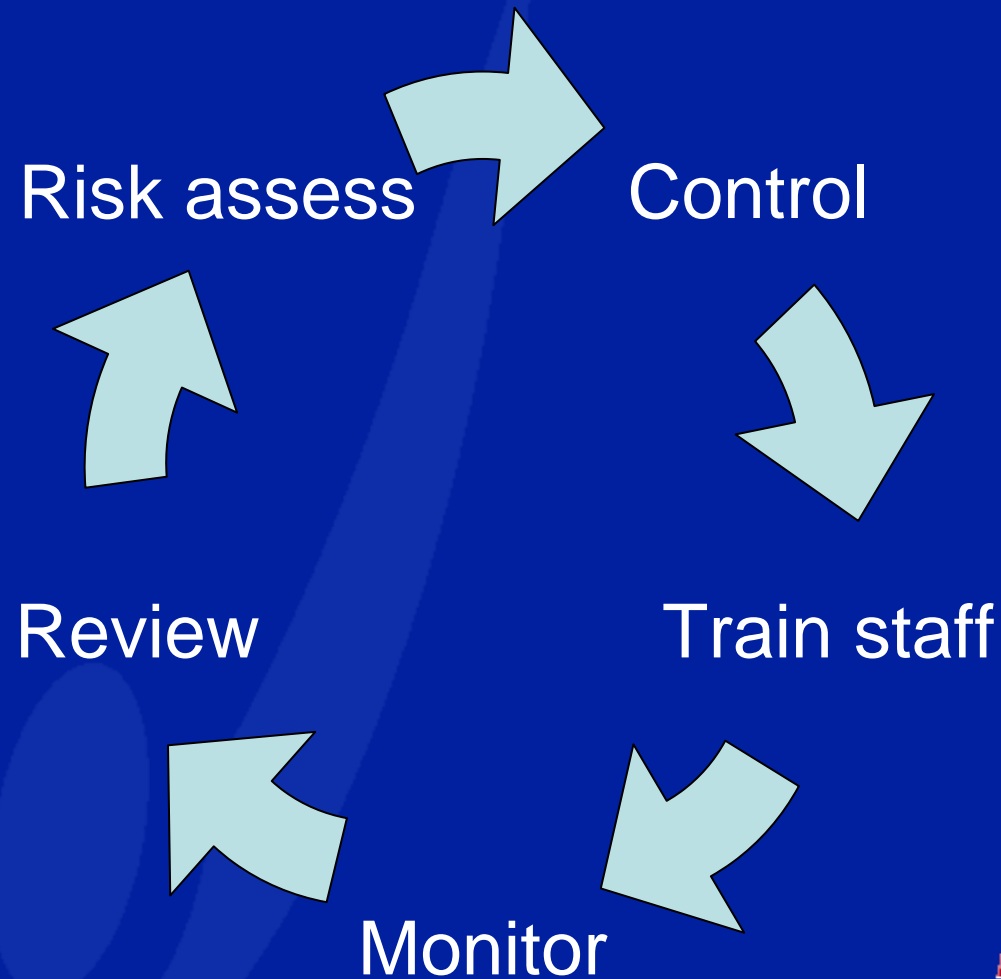 Risk assess
Control
Train staff
Monitor
Review